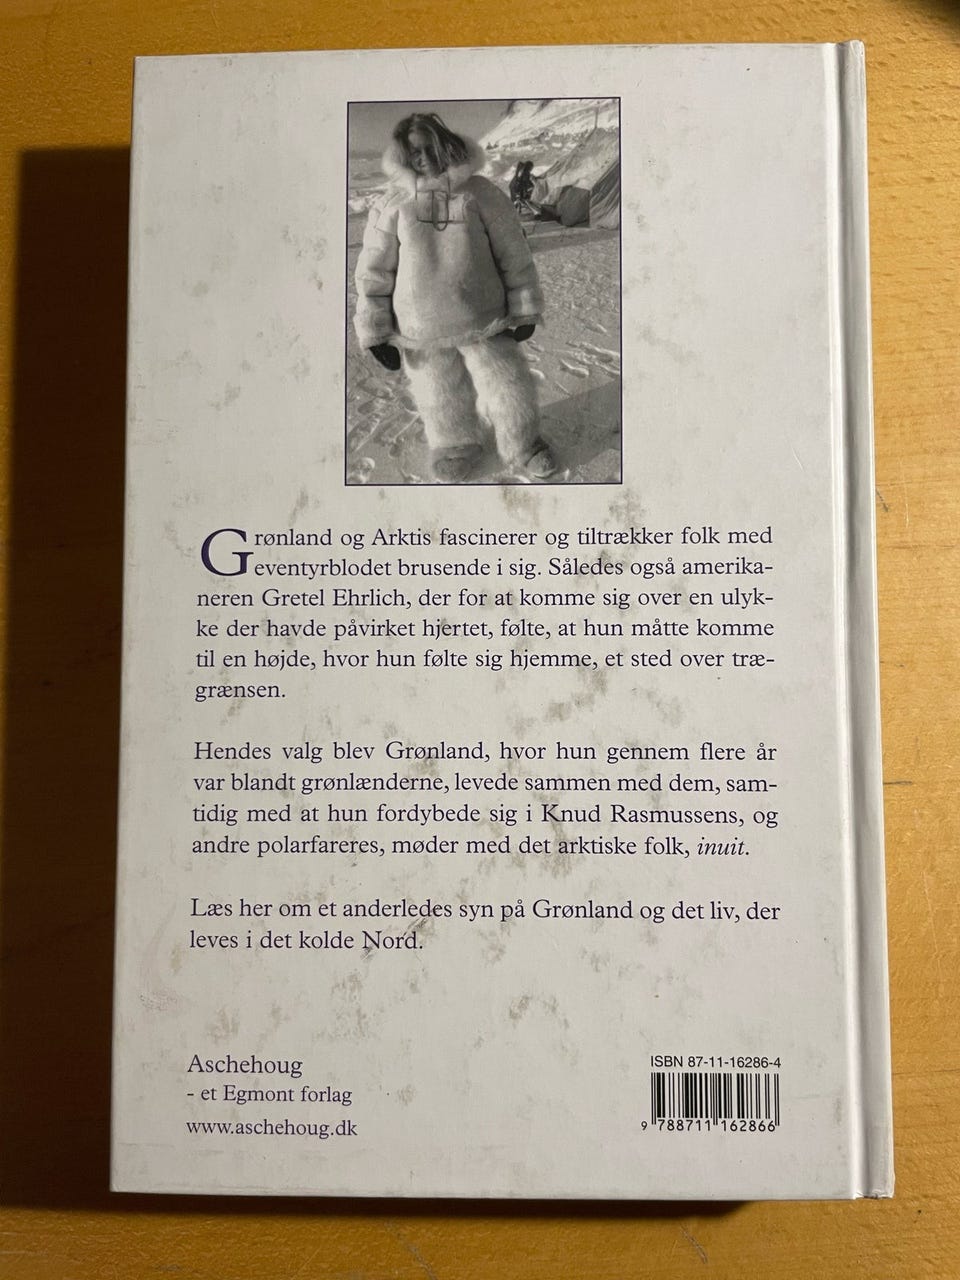 Grønland og Arktis fascinerer og tiltrækker folk med
eventyrblodet brusende i sig. Således også amerika-
neren Gretel Ehrlich, der for at komme sig over en ulyk-
ke der havde påvirket hjertet, følte, at hun måtte komme
til en højde, hvor hun følte sig hjemme, et sted over træ-
grænsen.
Hendes valg blev Grønland, hvor hun gennem flere år
var blandt grønlænderne, levede sammen med dem, sam-
tidig med at hun fordybede sig i Knud Rasmussens, og
andre polarfareres, møder med det arktiske folk, inuit.
Læs her om et anderledes syn på Grønland og det liv, der
leves i det kolde Nord.
Aschehoug
- et Egmont forlag
www.aschehoug.dk
ISBN 87-11-16286-4
9 788711 162866